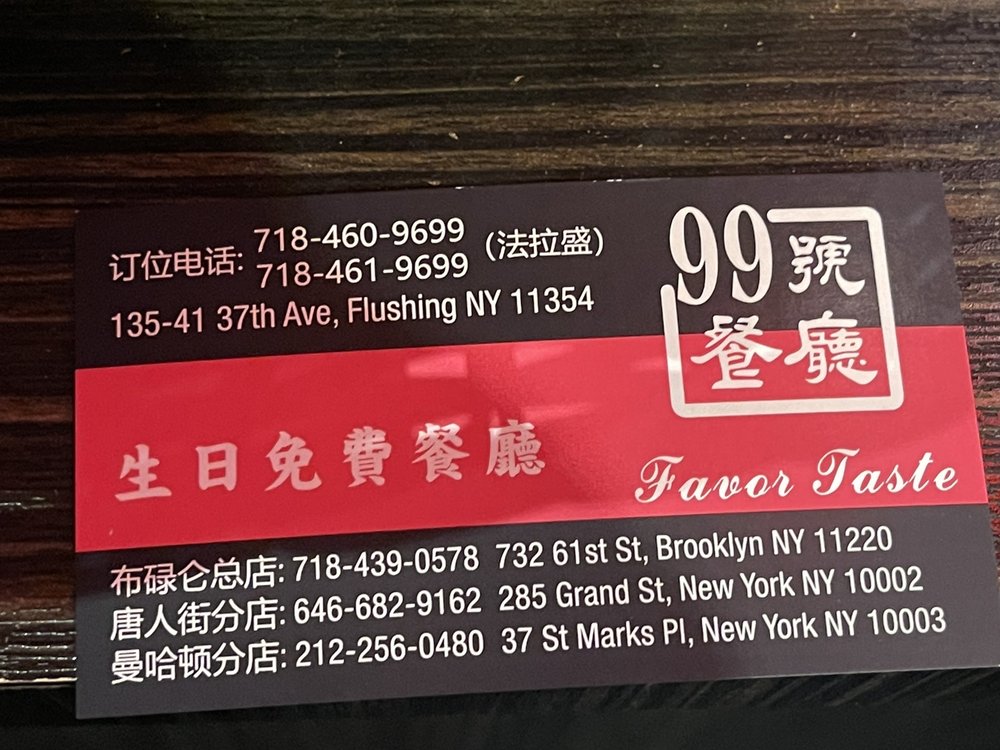 订位电话: 718-460-9699 (法拉盛)
718-461-9699
135-41 37th Ave, Flushing NY 11354
99號
餐廳
生日免費餐廳
Favor Taste
布碌仑总店: 718-439-0578 732 61st St, Brooklyn NY 11220
唐人街分店: 646-682-9162 285 Grand St, New York NY 10002
曼哈顿分店: 212-256-0480 37 St Marks Pl, New York NY 10003